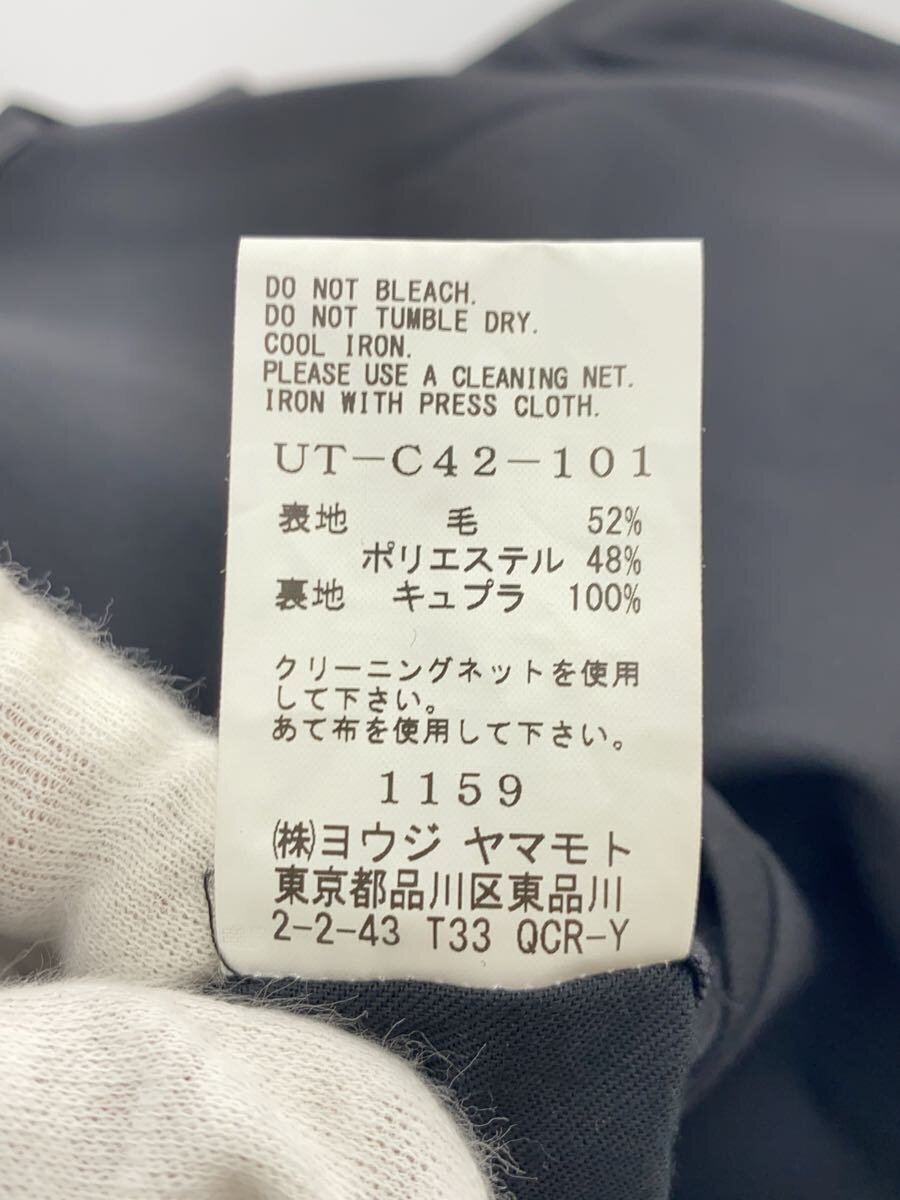 DO NOT BLEACH.
DO NOT TUMBLE DRY.
COOL IRON.
PLEASE USE A CLEANING NET.
IRON WITH PRESS CLOTH.
UT-C42-101
表地 毛 52%
ポリエステル 48%
裏地 キュプラ 100%
クリーニングネットを使用
して下さい。
あて布を使用して下さい。
1159
㈱ヨウジ ヤマモト
東京都品川区東品川
2-2-43 T33 QCR-Y